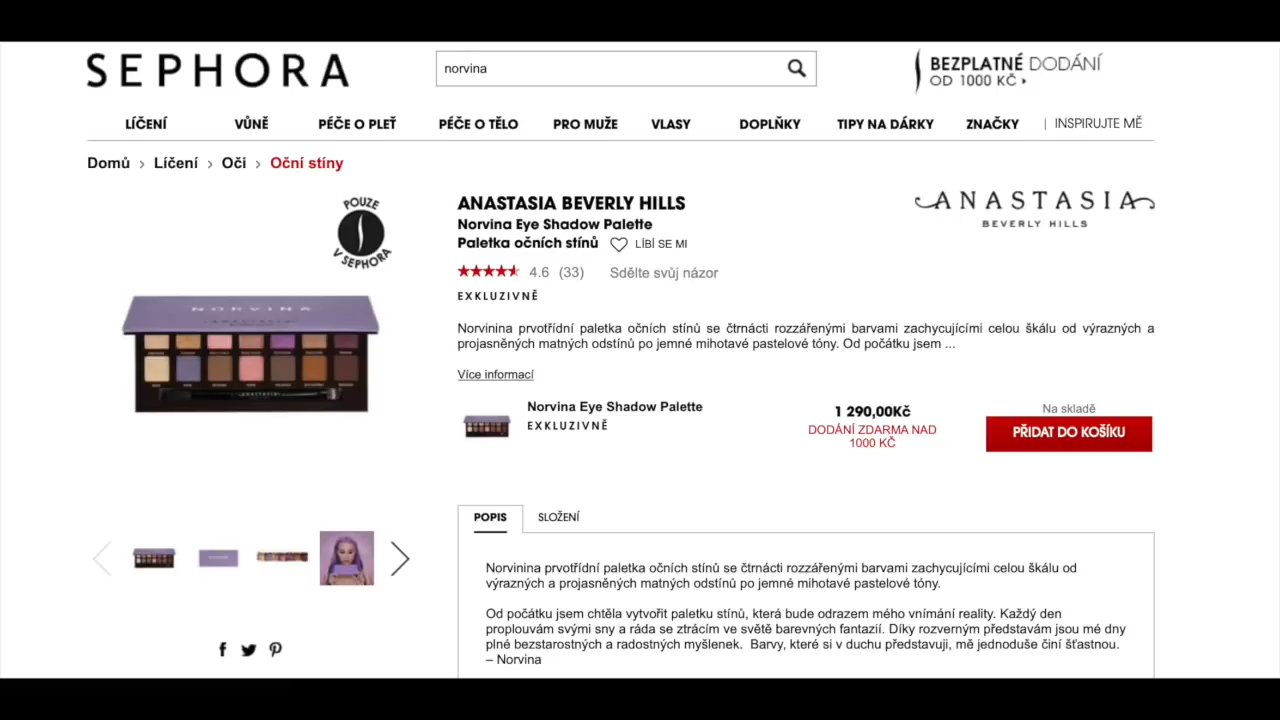 SEPHORA
norvina
BEZPLATNÉ DODÁNÍ
OD 1000 KČ
LÍČENÍ VŮNĚ PÉČE O PLEŤ PÉČE O TĚLO PRO MUŽE VLASY DOPLŇKY TIPY NA DÁRKY ZNAČKY | INSPIRUJTE MĚ
Domů › Líčení › Oči › Oční stíny
POUZE
V SEPHORA
NORVINA
ANASTASIA
ANASTASIA BEVERLY HILLS
Norvina Eye Shadow Palette
Paletka očních stínů
LÍBÍ SE MI
4.6 (33) Sdělte svůj názor
EXKLUZIVNĚ
ANASTASIA
BEVERLY HILLS
Norvinina prvotřídní paletka očních stínů se čtrnácti rozzářenými barvami zachycujícími celou škálu od výrazných a
projasněných matných odstínů po jemné mihotavé pastelové tóny. Od počátku jsem ...
Více informací
Norvina Eye Shadow Palette
EXKLUZIVNĚ
1 290,00Kč
DODÁNÍ ZDARMA NAD
1000 KČ
Na skladě
PŘIDAT DO KOŠÍKU
POPIS SLOŽENÍ
Norvinina prvotřídní paletka očních stínů se čtrnácti rozzářenými barvami zachycujícími celou škálu od
výrazných a projasněných matných odstínů po jemné mihotavé pastelové tóny.
Od počátku jsem chtěla vytvořit paletku stínů, která bude odrazem mého vnímání reality. Každý den
proplouvám svými sny a ráda se ztrácím ve světě barevných fantazií. Díky rozverným představám jsou mé dny
plné bezstarostných a radostných myšlenek. Barvy, které si v duchu představuji, mě jednoduše činí šťastnou.
– Norvina